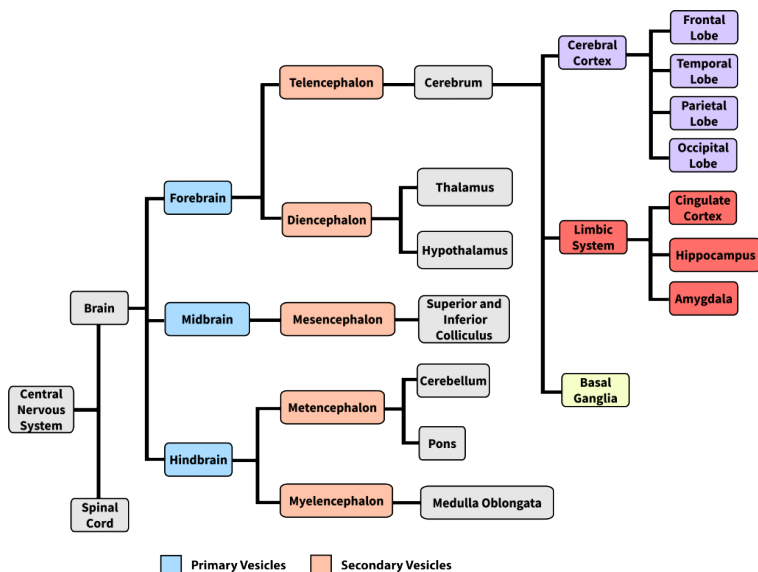 Frontal
Lobe
Cerebral
Cortex
Temporal
Lobe
Telencephalon
Cerebrum
Parietal
Lobe
Occipital
Lobe
Thalamus
Forebrain
Cingulate
Cortex
Diencephalon
Limbic
System
Hypothalamus
Hippocampus
Amygdala
Brain
Midbrain
Mesencephalon
Superior and
Inferior
Colliculus
Cerebellum
Basal
Ganglia
Central
Nervous
System
Metencephalon
Pons
Hindbrain
Myelencephalon
Medulla Oblongata
Spinal
Cord
Primary Vesicles
Secondary Vesicles